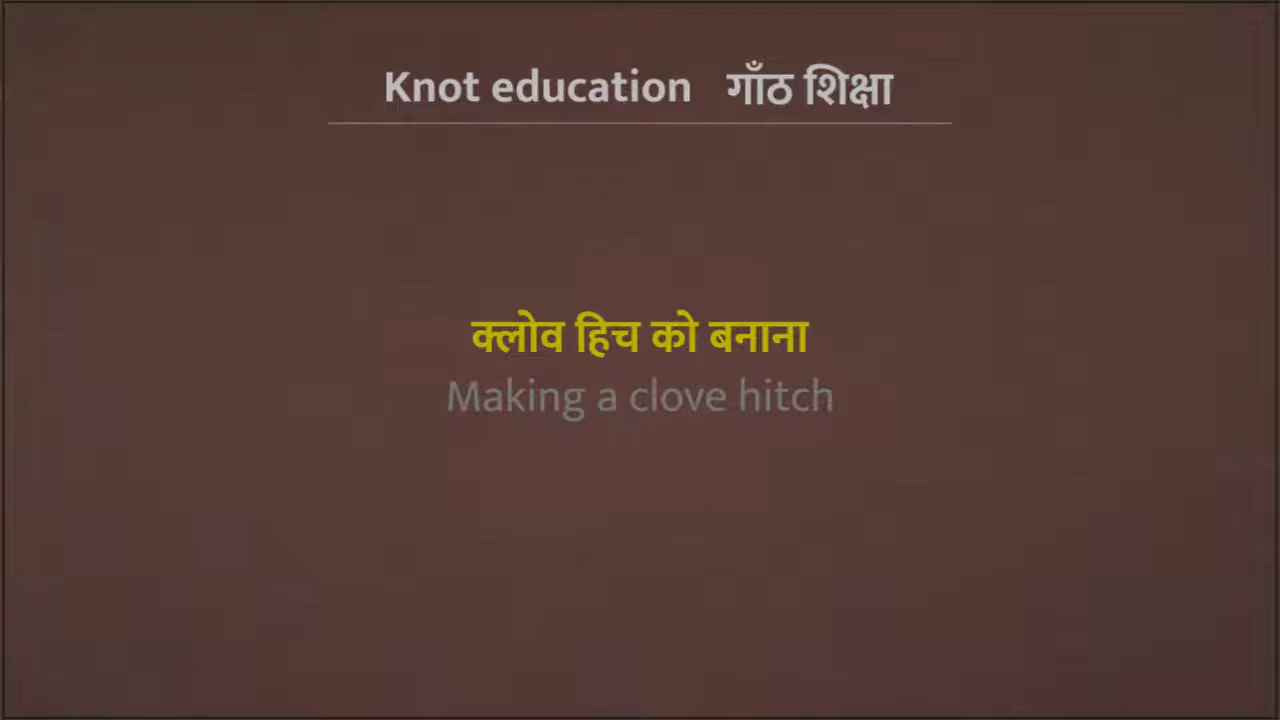 Knot education गाँठ शिक्षा
क्लोव हिच को बनाना
Making a clove hitch